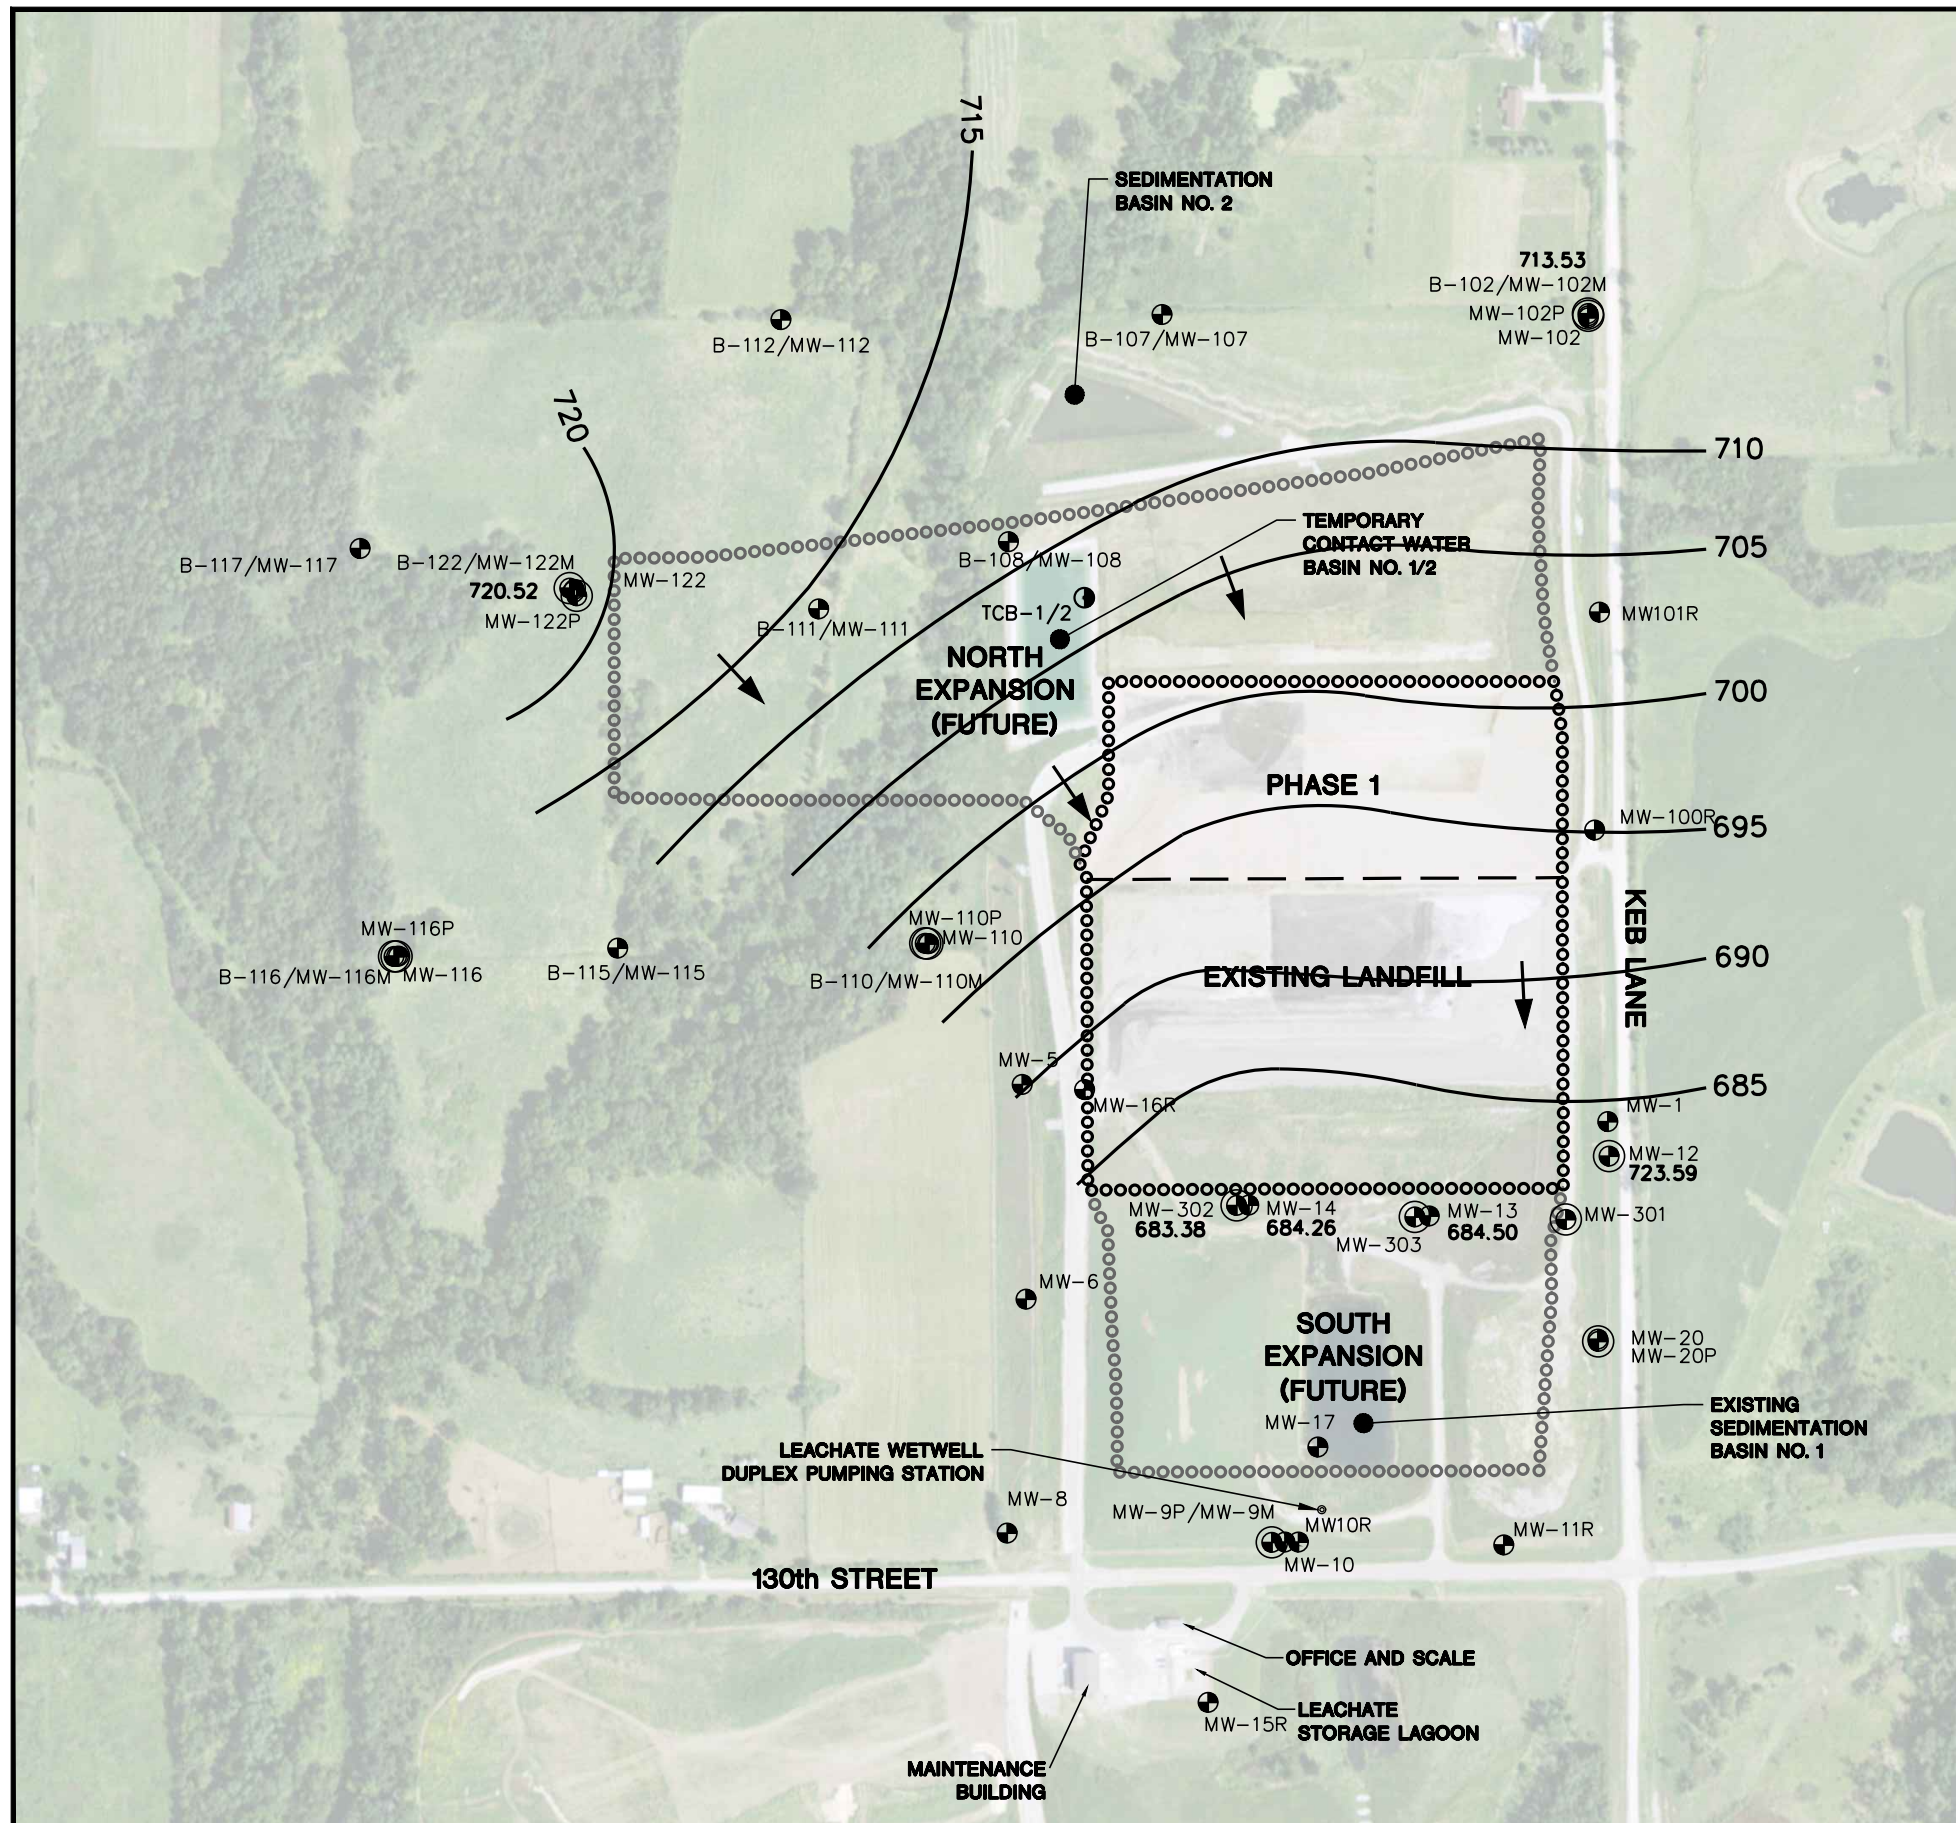 715
SEDIMENTATION
BASIN NO. 2
713.53
B-102/MW-102M
MW-102P
MW-102
B-112/MW-112
B-107/MW-107
720
710
TEMPORARY
CONTACT WATER
BASIN NO. 1/2
705
B-117/MW-117
B-122/MW-122M
720.52
MW-122P
MW-122
B-108/MW-108
TCB-1/2
B-111/MW-111
MW101R
NORTH
EXPANSION
(FUTURE)
700
PHASE 1
MW-100R
695
KEB LANE
MW-116P
B-116/MW-116M
MW-116
B-115/MW-115
MW-110P
MW-110
B-110/MW-110M
EXISTING LANDFILL
690
MW-5
MW-16R
685
MW-1
MW-12
723.59
MW-302
683.38
MW-14
684.26
MW-303
MW-13
684.50
MW-301
MW-6
SOUTH
EXPANSION
(FUTURE)
MW-20
MW-20P
MW-17
EXISTING
SEDIMENTATION
BASIN NO. 1
LEACHATE WETWELL
DUPLEX PUMPING STATION
MW-8
MW-9P/MW-9M
MW10R
MW-10
MW-11R
130th STREET
OFFICE AND SCALE
LEACHATE
STORAGE LAGOON
MW-15R
MAINTENANCE
BUILDING